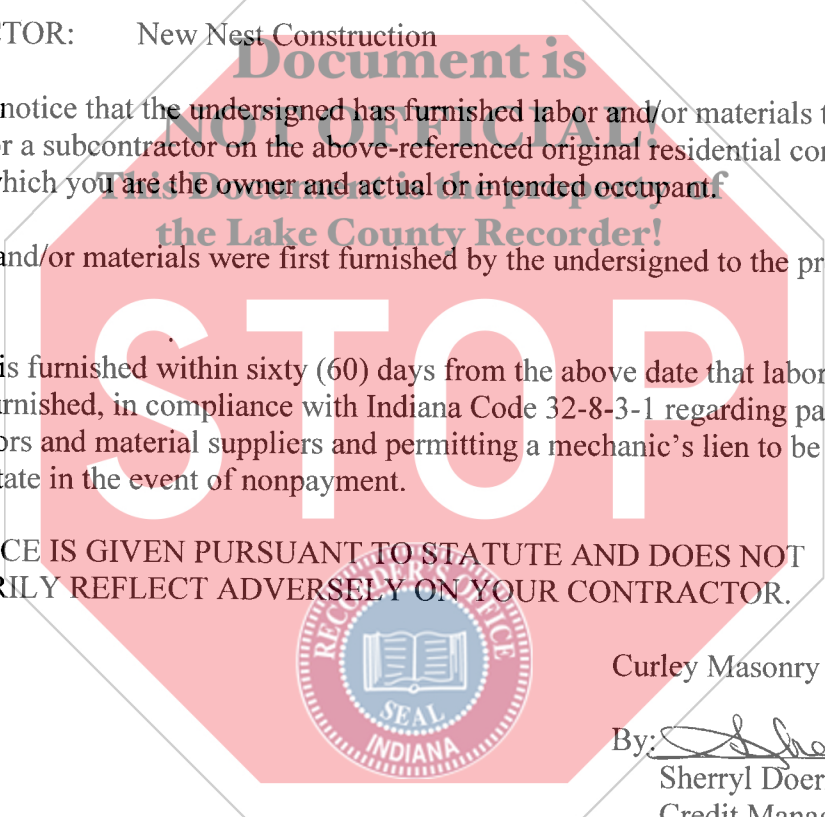 CTOR: New Nest Construction
Document is
notice that the undersigned has furnished labor and/or materials t
NOT OFFICIAL!
or a subcontractor on the above-referenced original residential con
which you are the owner and actual or intended occupant.
This Document is the property of
the Lake County Recorder!
and/or materials were first furnished by the undersigned to the pr
STOP
is furnished within sixty (60) days from the above date that labor
urnished, in compliance with Indiana Code 32-8-3-1 regarding pa
ors and material suppliers and permitting a mechanic's lien to be
tate in the event of nonpayment.
CE IS GIVEN PURSUANT TO STATUTE AND DOES NOT
RILY REFLECT ADVERSELY ON YOUR CONTRACTOR.
RECORDER'S OFFICE
SEAL
INDIANA
Curley Masonry
By:
Sherryl Doer
Credit Manag